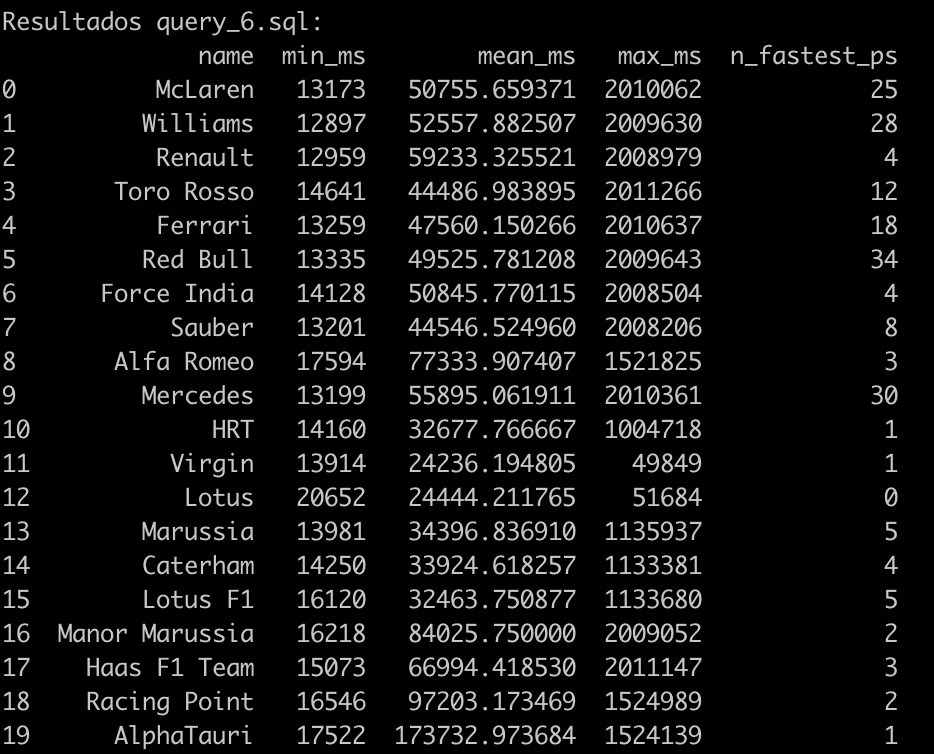 Resultados query_6.sql:
name min_ms mean_ms max_ms n_fastest_ps
0 McLaren 13173 50755.659371 2010062 25
1 Williams 12897 52557.882507 2009630 28
2 Renault 12959 59233.325521 2008979 4
3 Toro Rosso 14641 44486.983895 2011266 12
4 Ferrari 13259 47560.150266 2010637 18
5 Red Bull 13335 49525.781208 2009643 34
6 Force India 14128 50845.770115 2008504 4
7 Sauber 13201 44546.524960 2008206 8
8 Alfa Romeo 17594 77333.907407 1521825 3
9 Mercedes 13199 55895.061911 2010361 30
10 HRT 14160 32677.766667 1004718 1
11 Virgin 13914 24236.194805 49849 1
12 Lotus 20652 24444.211765 51684 0
13 Marussia 13981 34396.836910 1135937 5
14 Caterham 14250 33924.618257 1133381 4
15 Lotus F1 16120 32463.750877 1133680 5
16 Manor Marussia 16218 84025.750000 2009052 2
17 Haas F1 Team 15073 66994.418530 2011147 3
18 Racing Point 16546 97203.173469 1524989 2
19 AlphaTauri 17522 173732.973684 1524139 1